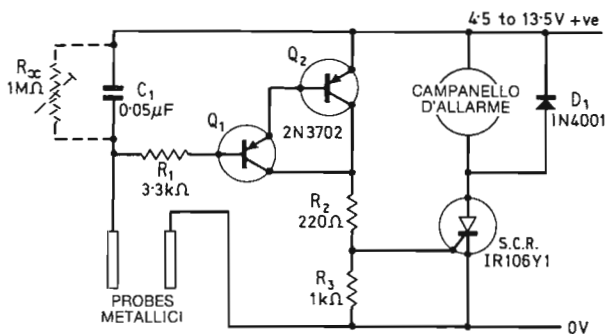 4.5 to 13.5V +ve
Rx
1MΩ
C1
0.05µF
Q2
2N3702
Q1
R1
3.3kΩ
CAMPANELLO
D'ALLARME
D1
1N4001
R2
220Ω
S.C.R.
IR106Y1
R3
1kΩ
PROBES
METALLICI
0V